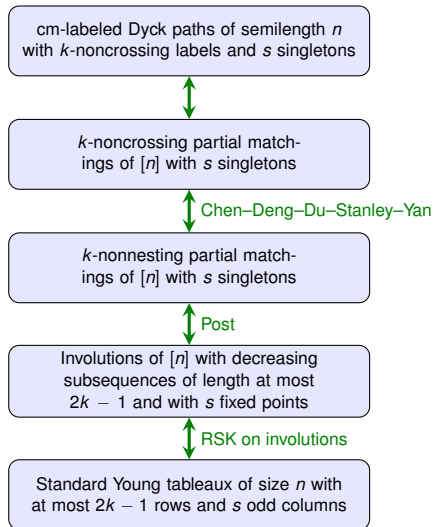 cm-labeled Dyck paths of semilength n
with k-noncrossing labels and s singletons
k-noncrossing partial match-
ings of [n] with s singletons
Chen–Deng–Du–Stanley–Yan
k-nonnesting partial match-
ings of [n] with s singletons
Post
Involutions of [n] with decreasing
subsequences of length at most
2k − 1 and with s fixed points
RSK on involutions
Standard Young tableaux of size n with
at most 2k − 1 rows and s odd columns